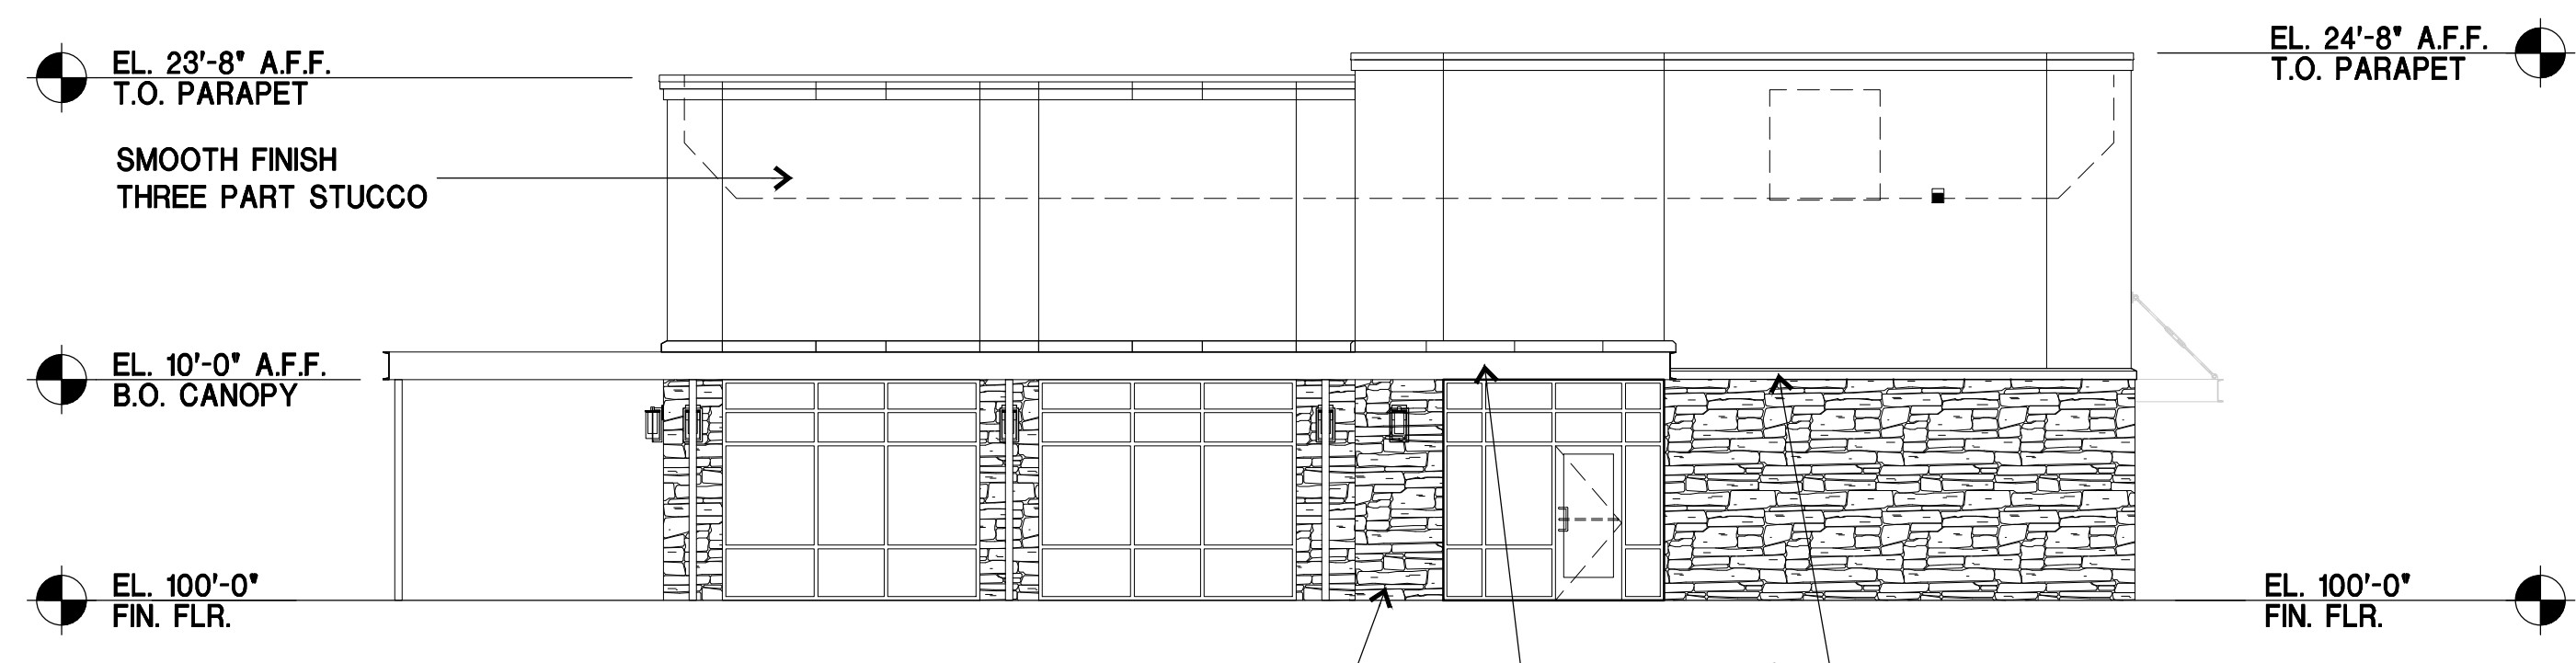 EL. 23'-8" A.F.F.
T.O. PARAPET
SMOOTH FINISH
THREE PART STUCCO
EL. 10'-0" A.F.F.
B.O. CANOPY
EL. 100'-0"
FIN. FLR.
EL. 24'-8" A.F.F.
T.O. PARAPET
EL. 100'-0"
FIN. FLR.